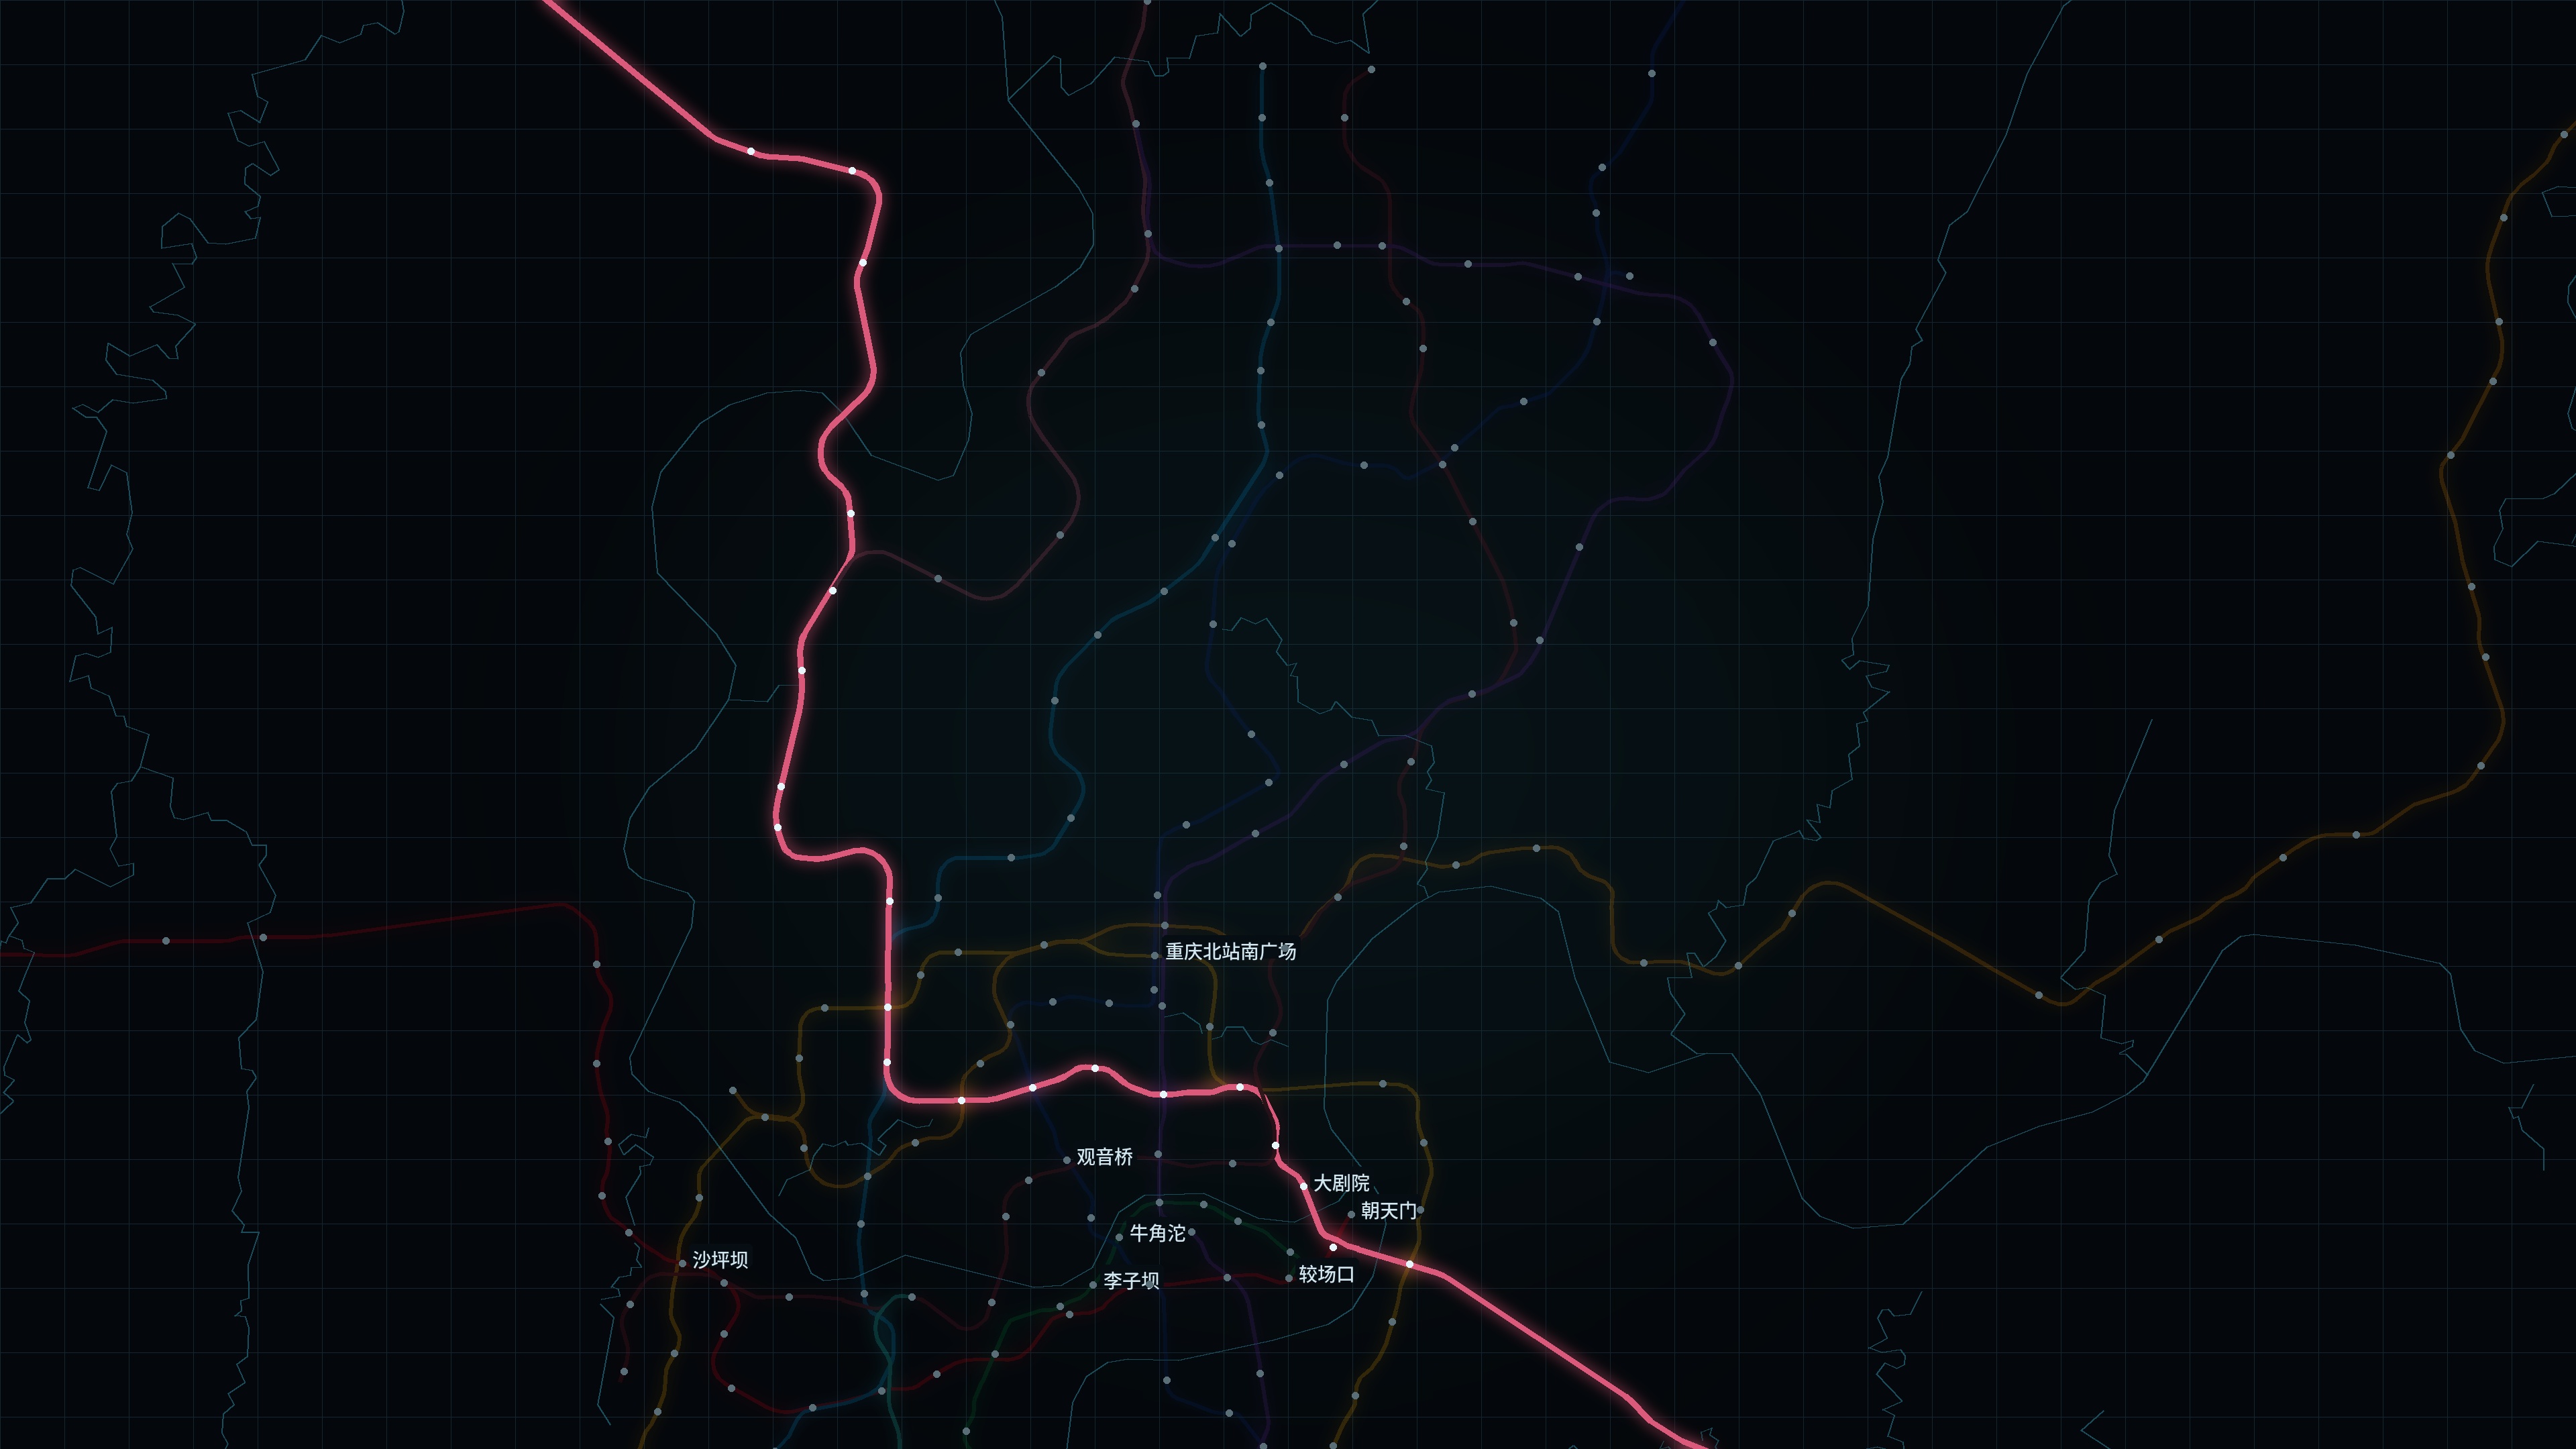 重庆北站南广场
观音桥
大剧院
朝天门
牛角沱
沙坪坝
较场口
李子坝